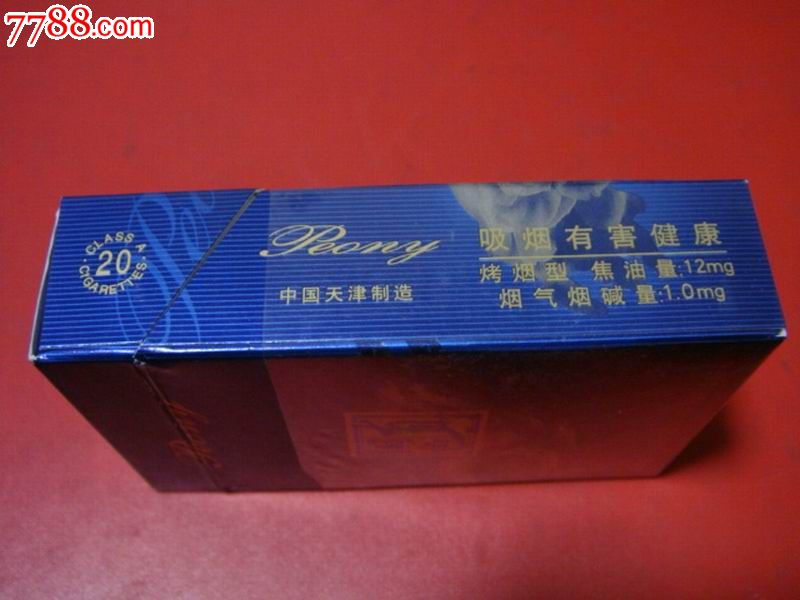 7788.com
CLASS A
20
CIGARETTES
Peony
中国天津制造
吸烟有害健康
烤烟型 焦油量:12mg
烟气烟碱量:1.0mg